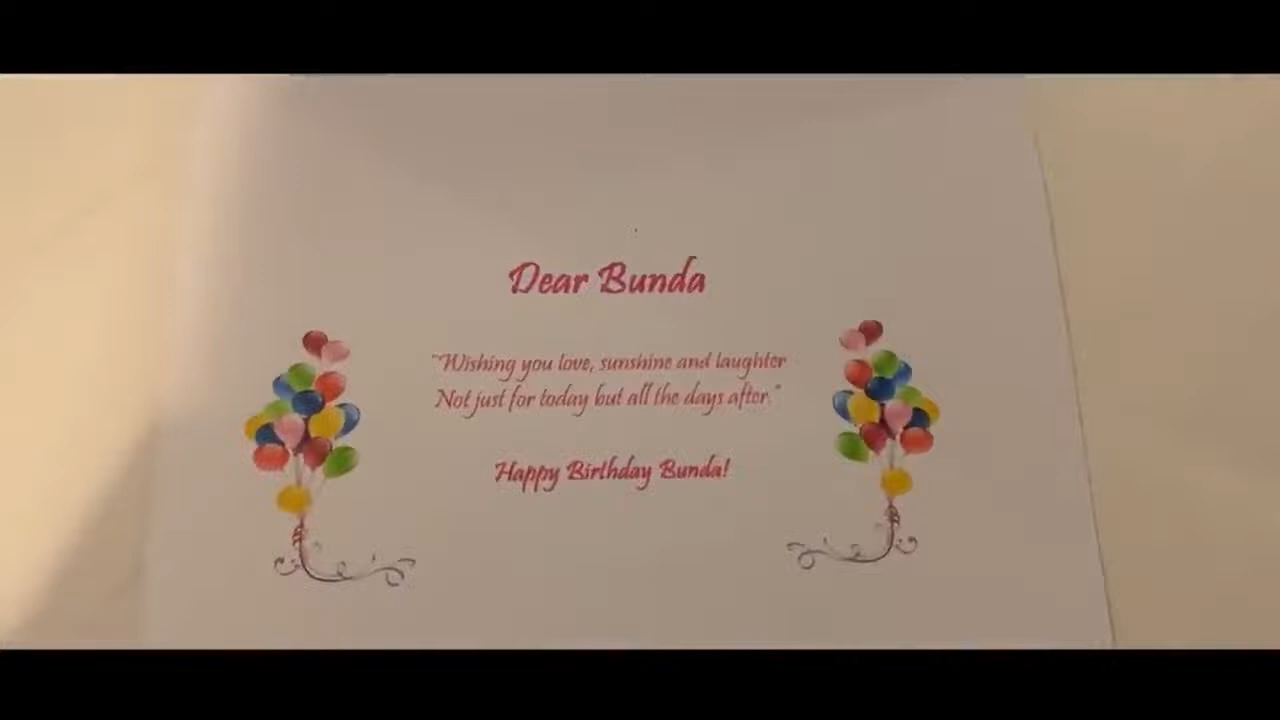 Dear Bunda
"Wishing you love, sunshine and laughter
Not just for today but all the days after."
Happy Birthday Bunda!